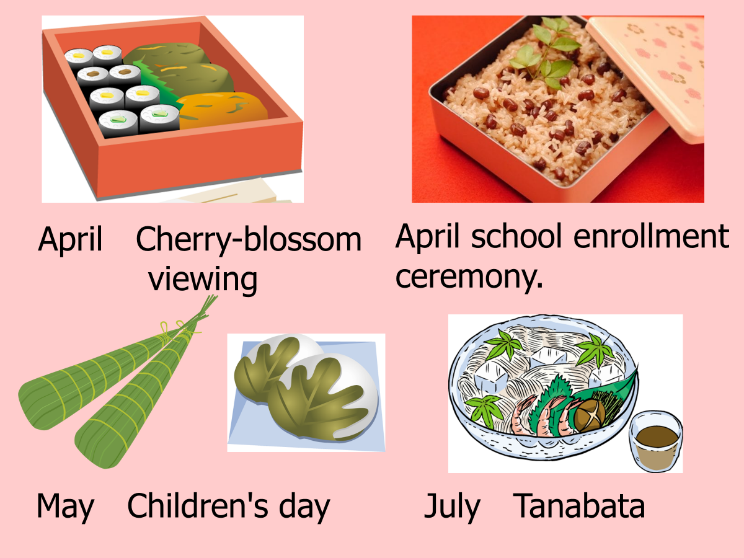 April Cherry-blossom
viewing
April school enrollment
ceremony.
May Children's day
July Tanabata